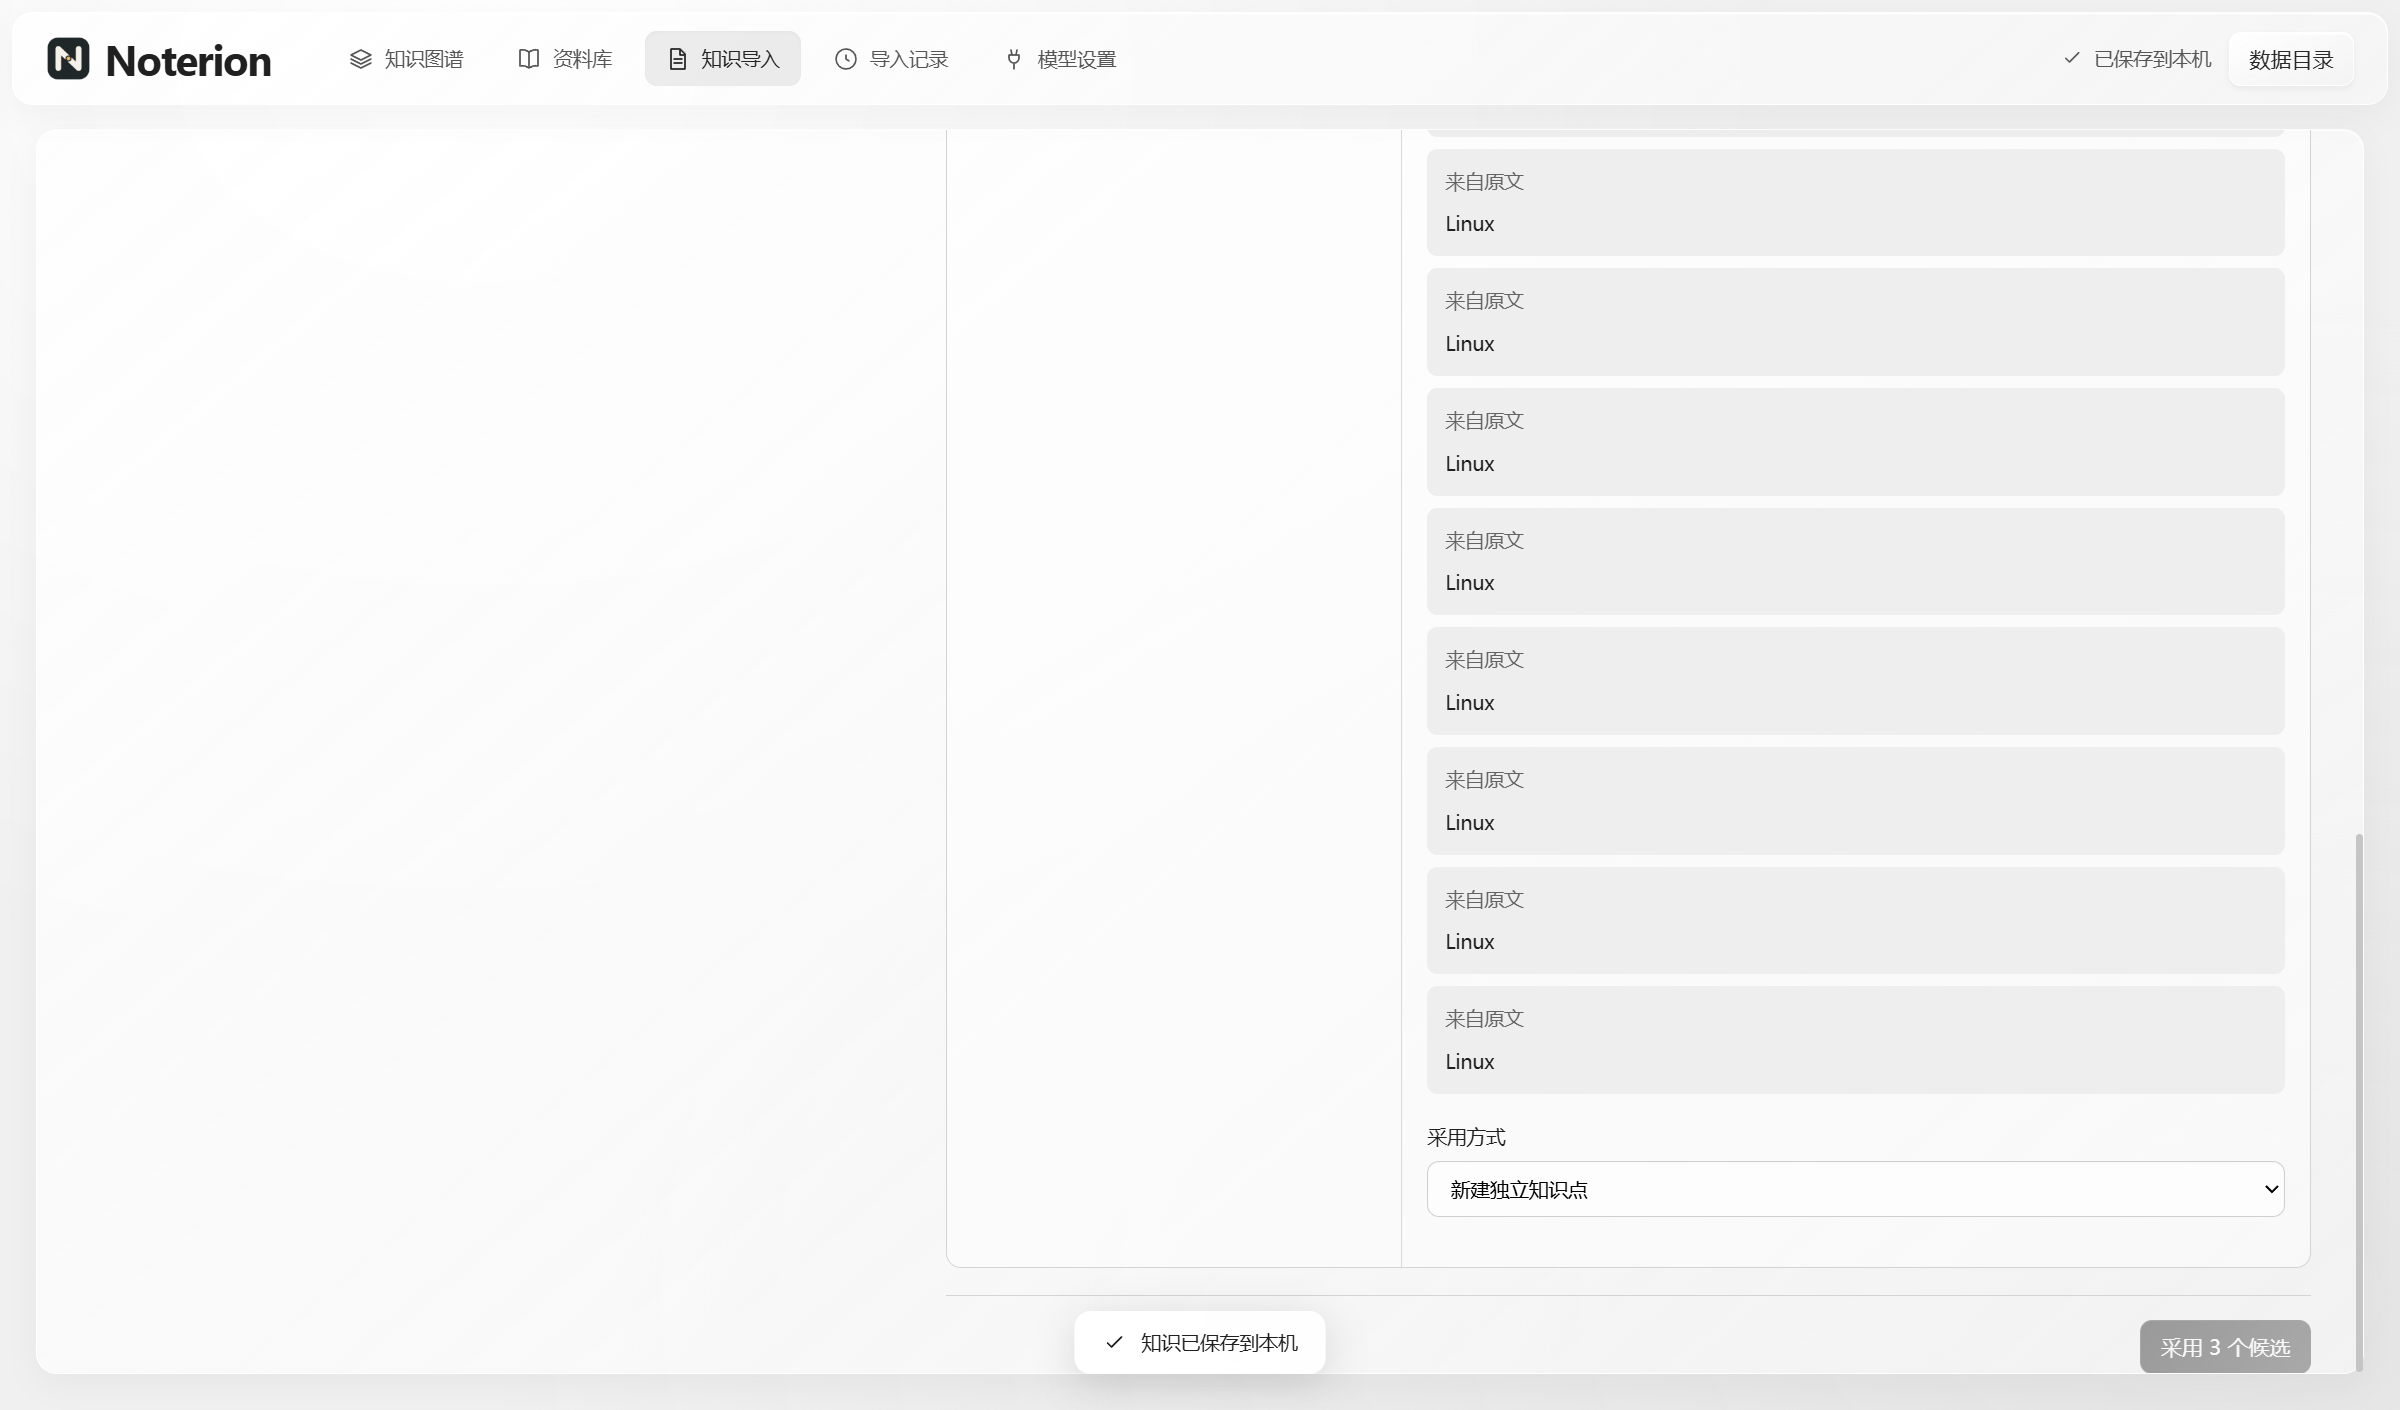 Noterion
知识图谱
资料库
知识导入
导入记录
模型设置
已保存到本机
数据目录
来自原文
Linux
来自原文
Linux
来自原文
Linux
来自原文
Linux
来自原文
Linux
来自原文
Linux
来自原文
Linux
来自原文
Linux
采用方式
新建独立知识点
知识已保存到本机
采用 3 个候选